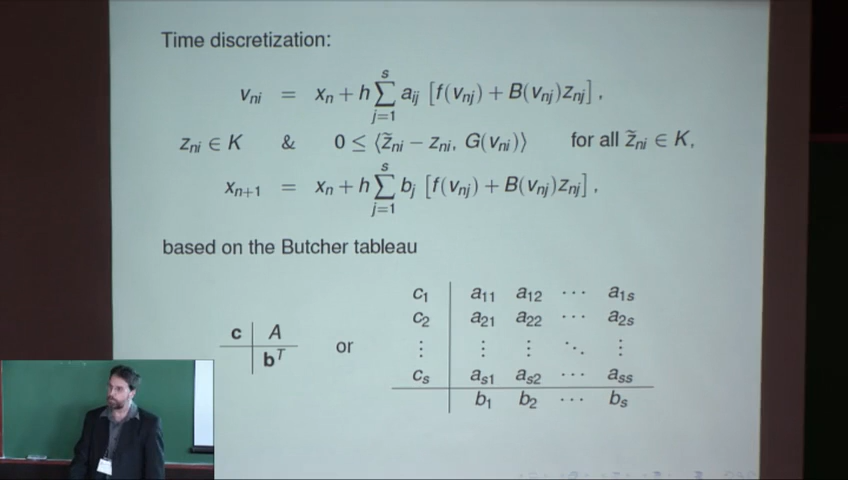 Time discretization:
v_{ni} = x_n + h \sum_{j=1}^{s} a_{ij} [f(v_{nj}) + B(v_{nj})z_{nj}] ,
z_{ni} ∈ K & 0 ≤ ⟨z̃_{ni} − z_{ni}, G(v_{ni})⟩ for all z̃_{ni} ∈ K,
x_{n+1} = x_n + h \sum_{j=1}^{s} b_j [f(v_{nj}) + B(v_{nj})z_{nj}] ,
based on the Butcher tableau
c | A
b^T
or
c_1 | a_{11} a_{12} ⋯ a_{1s}
c_2 | a_{21} a_{22} ⋯ a_{2s}
⋮ | ⋮ ⋮ ⋱ ⋮
c_s | a_{s1} a_{s2} ⋯ a_{ss}
b_1 b_2 ⋯ b_s